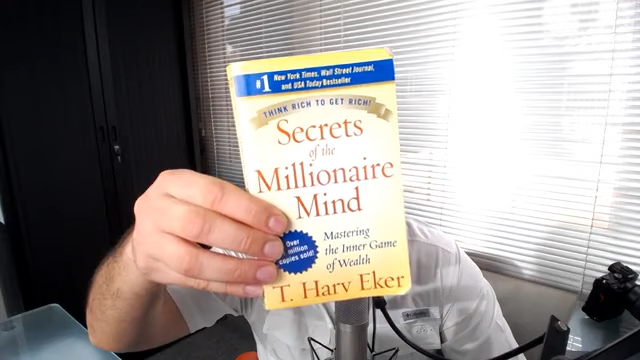 #1 New York Times, Wall Street Journal,
and USA Today Bestseller
THINK RICH TO GET RICH!
Secrets
of the
Millionaire
Mind
Over
million
copies sold!
Mastering
the Inner Game
of Wealth
T. Harv Eker